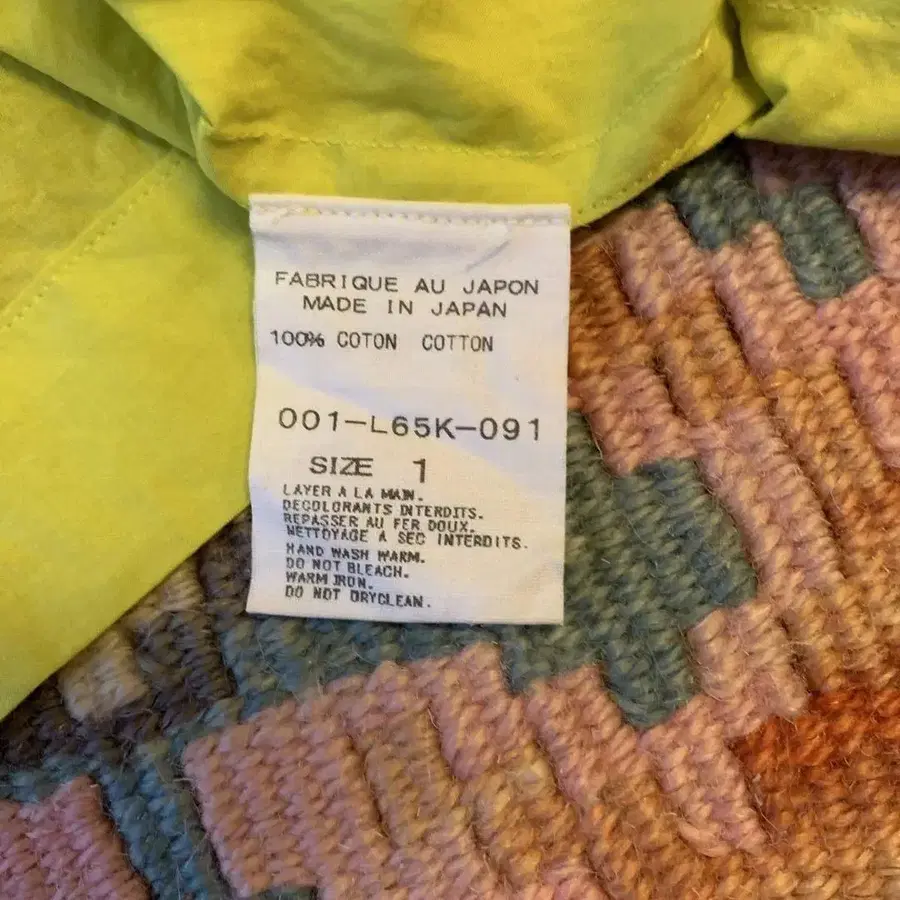 FABRIQUE AU JAPON
MADE IN JAPAN
100% COTON COTTON
001-L65K-091
SIZE 1
LAYER A LA MAIN.
DECOLORANTS INTERDITS.
REPASSER AU FER DOUX.
NETTOYAGE A SEC INTERDITS.
HAND WASH WARM.
DO NOT BLEACH.
WARM IRON.
DO NOT DRYCLEAN.